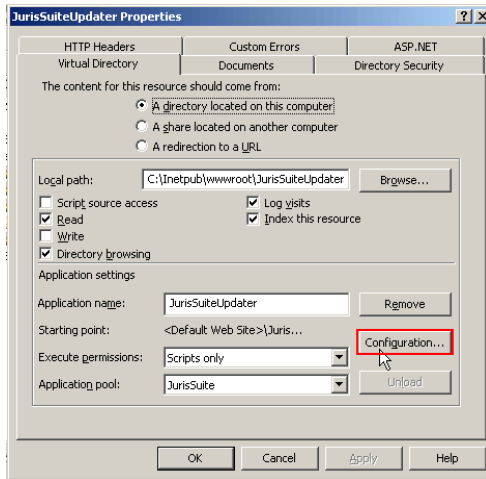 JurisSuiteUpdater Properties
HTTP Headers Custom Errors ASP.NET
Virtual Directory Documents Directory Security
The content for this resource should come from:
A directory located on this computer
A share located on another computer
A redirection to a URL
Local path: C:\Inetpub\wwwroot\JurisSuiteUpdater Browse...
Script source access Log visits
Read Index this resource
Write
Directory browsing
Application settings
Application name: JurisSuiteUpdater Remove
Starting point: <Default Web Site>\Juris...
Configuration...
Execute permissions: Scripts only
Application pool: JurisSuite Unload
OK Cancel Apply Help